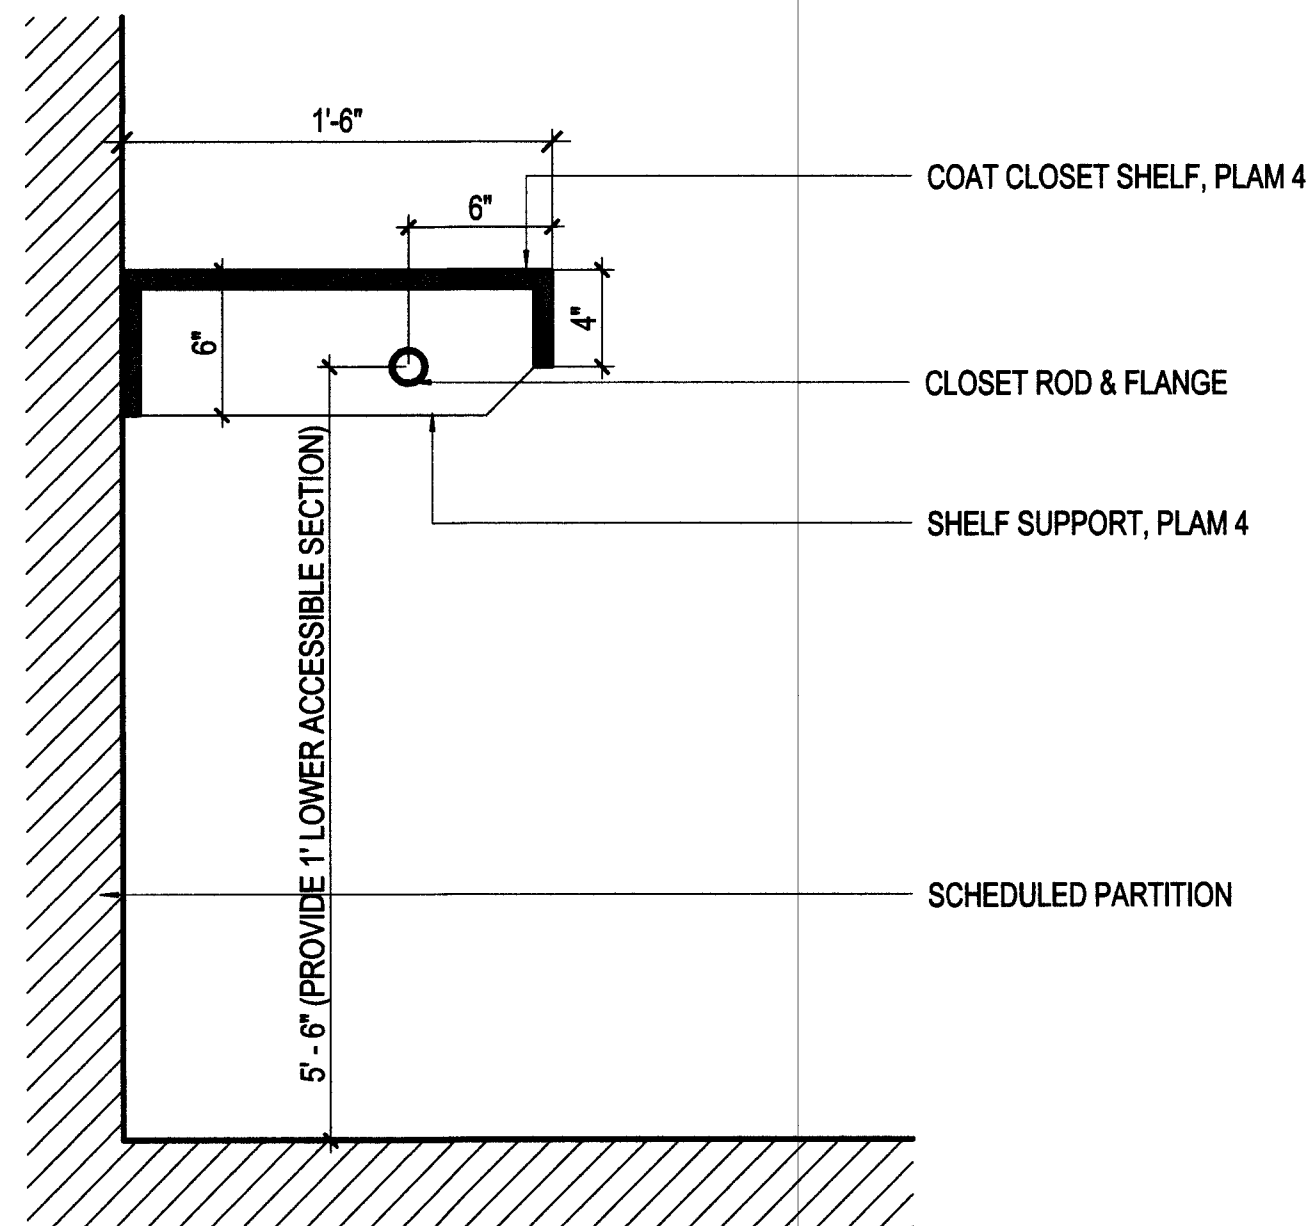 1'-6"
COAT CLOSET SHELF, PLAM 4
6"
4"
6"
CLOSET ROD & FLANGE
SHELF SUPPORT, PLAM 4
5' - 6" (PROVIDE 1' LOWER ACCESSIBLE SECTION)
SCHEDULED PARTITION